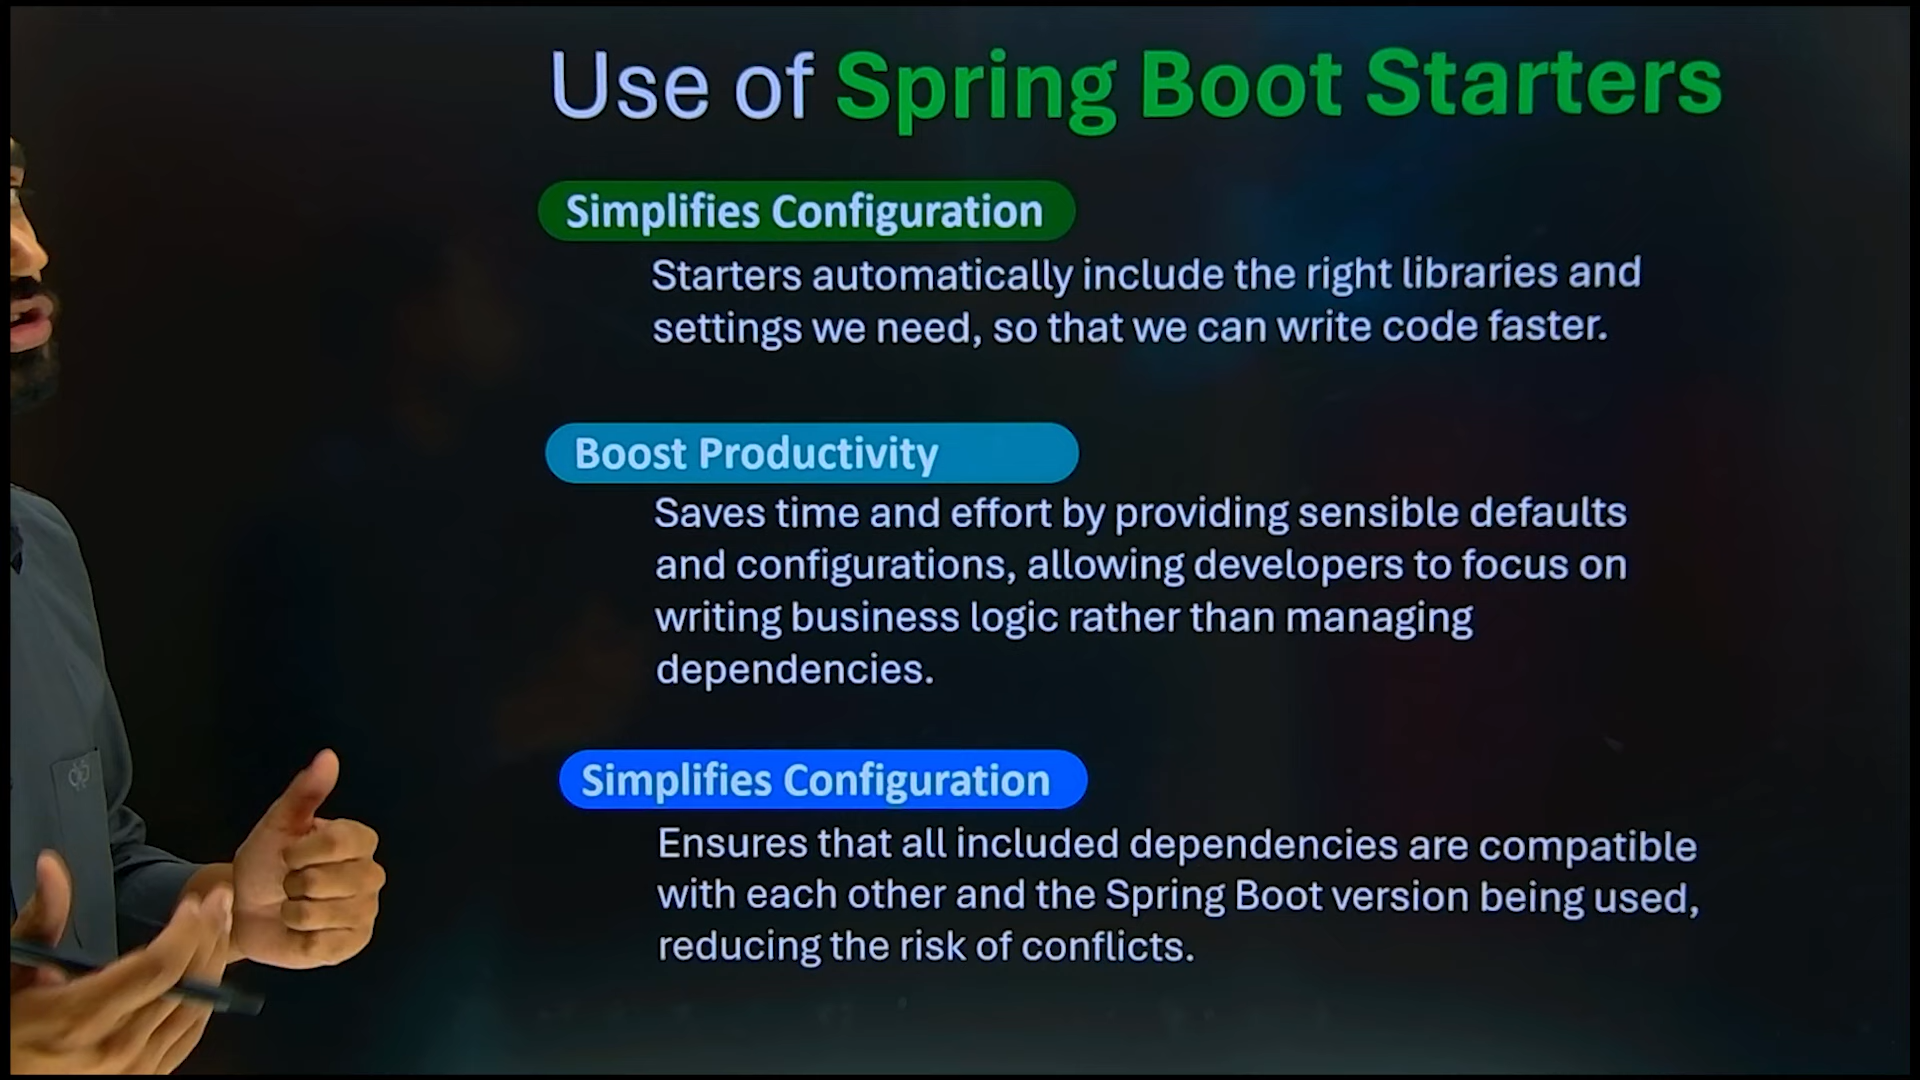 Use of Spring Boot Starters
Simplifies Configuration
Starters automatically include the right libraries and
settings we need, so that we can write code faster.
Boost Productivity
Saves time and effort by providing sensible defaults
and configurations, allowing developers to focus on
writing business logic rather than managing
dependencies.
Simplifies Configuration
Ensures that all included dependencies are compatible
with each other and the Spring Boot version being used,
reducing the risk of conflicts.